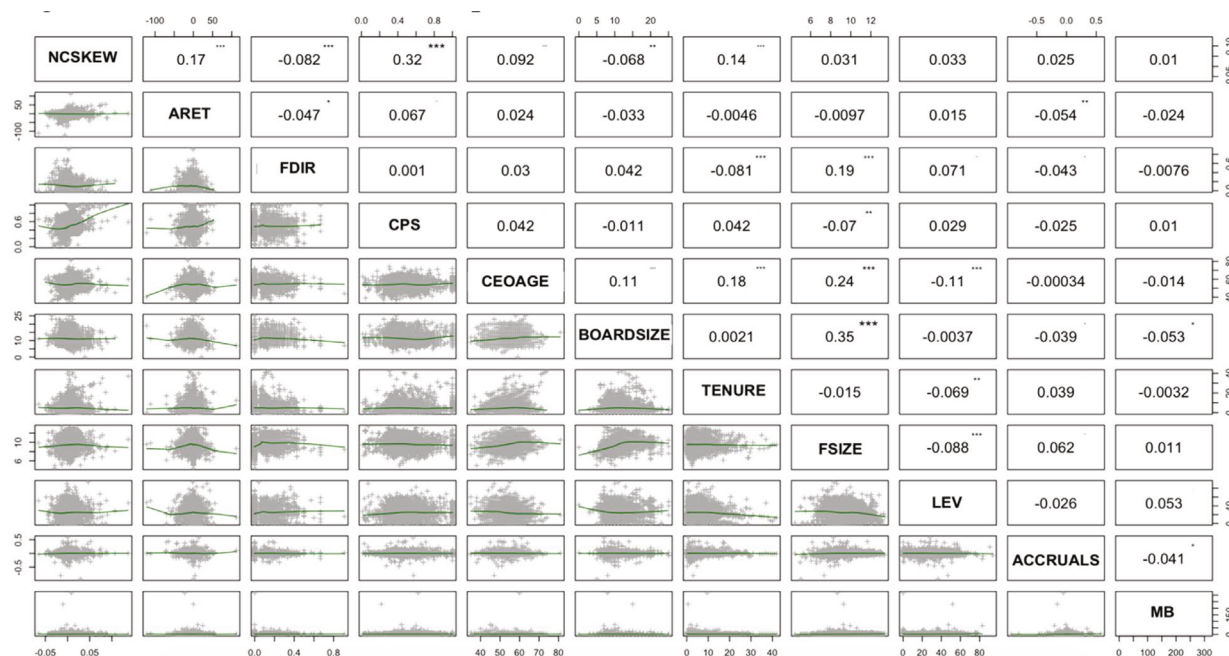 -100 0 50 0.0 0.4 0.8 0 5 10 20 6 8 10 12 -0.5 0.0 0.5
NCSKEW 0.17 *** -0.082 *** 0.32 *** 0.092 *** -0.068 ** 0.14 *** 0.031 0.033 0.025 0.01
-100 50 ARET -0.047 * 0.067 0.024 -0.033 -0.0046 -0.0097 0.015 -0.054 ** -0.024
FDIR 0.001 0.03 0.042 -0.081 *** 0.19 *** 0.071 -0.043 -0.0076
0.0 0.6 CPS 0.042 -0.011 0.042 -0.07 ** 0.029 -0.025 0.01
CEOAGE 0.11 0.18 *** 0.24 *** -0.11 *** -0.00034 -0.014 40 60 80
0 10 25 BOARDSIZE 0.0021 0.35 *** -0.0037 -0.039 -0.053 *
TENURE -0.015 -0.069 ** 0.039 -0.0032 0 20 40
6 10 FSIZE -0.088 *** 0.062 0.011
LEV -0.026 0.053
-0.5 0.5 ACCRUALS -0.041 *
MB 0 150
-0.05 0.05 0.0 0.4 0.8 40 50 60 70 80 0 10 20 30 40 0 20 40 60 80 0 100 200 300